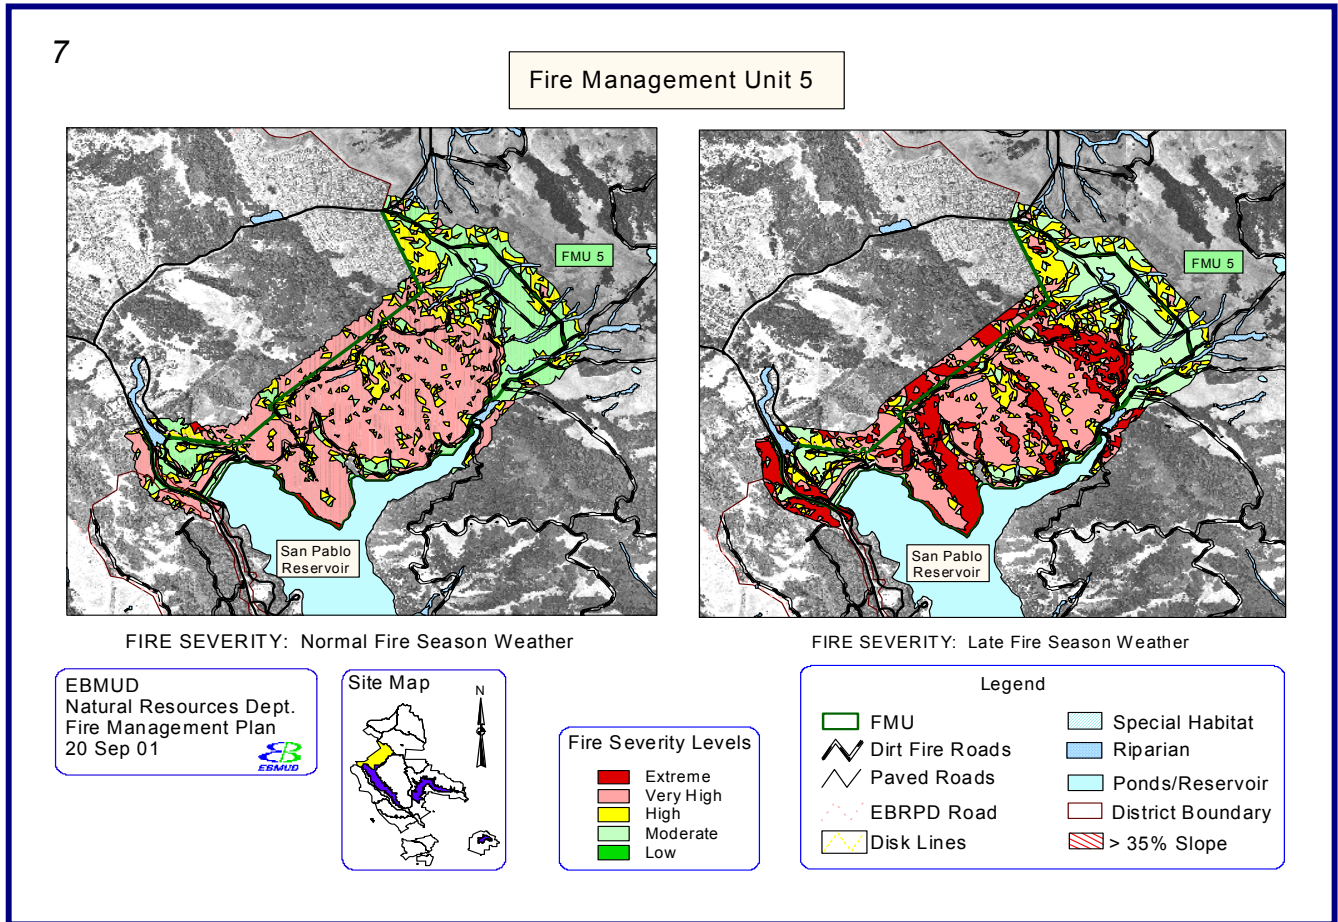 7
Fire Management Unit 5
FMU 5
San Pablo
Reservoir
FMU 5
San Pablo
Reservoir
FIRE SEVERITY: Normal Fire Season Weather
FIRE SEVERITY: Late Fire Season Weather
EBMUD
Natural Resources Dept.
Fire Management Plan
20 Sep 01
EB
EBMUD
Site Map
N
Fire Severity Levels
Extreme
Very High
High
Moderate
Low
Legend
FMU
Dirt Fire Roads
Paved Roads
EBRPD Road
Disk Lines
Special Habitat
Riparian
Ponds/Reservoir
District Boundary
> 35% Slope